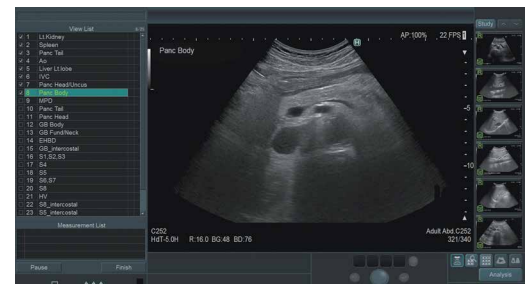 Study
View List
1 Lt.Kidney
2 Spleen
3 Panc Tail
4 Ao
5 Liver Lt.lobe
6 IVC
7 Panc Head/Uncus
8 Panc Body
9 MPD
10 Panc Tail
11 Panc Head
12 GB Body
13 GB Fund/Neck
14 EHBD
15 GB_intercostal
16 S1,S2,S3
17 S4
18 S5
19 S6,S7
20 S8
21 HV
22 S8_intercostal
23 S5_intercostal
Measurement List
Pause Finish
AP:100% 22 FPS
Panc Body
H
-5
-10
C252
HdT-5.0H R:16.0 BG:48 BD:76
Adult Abd.C252
321/340
Analysis